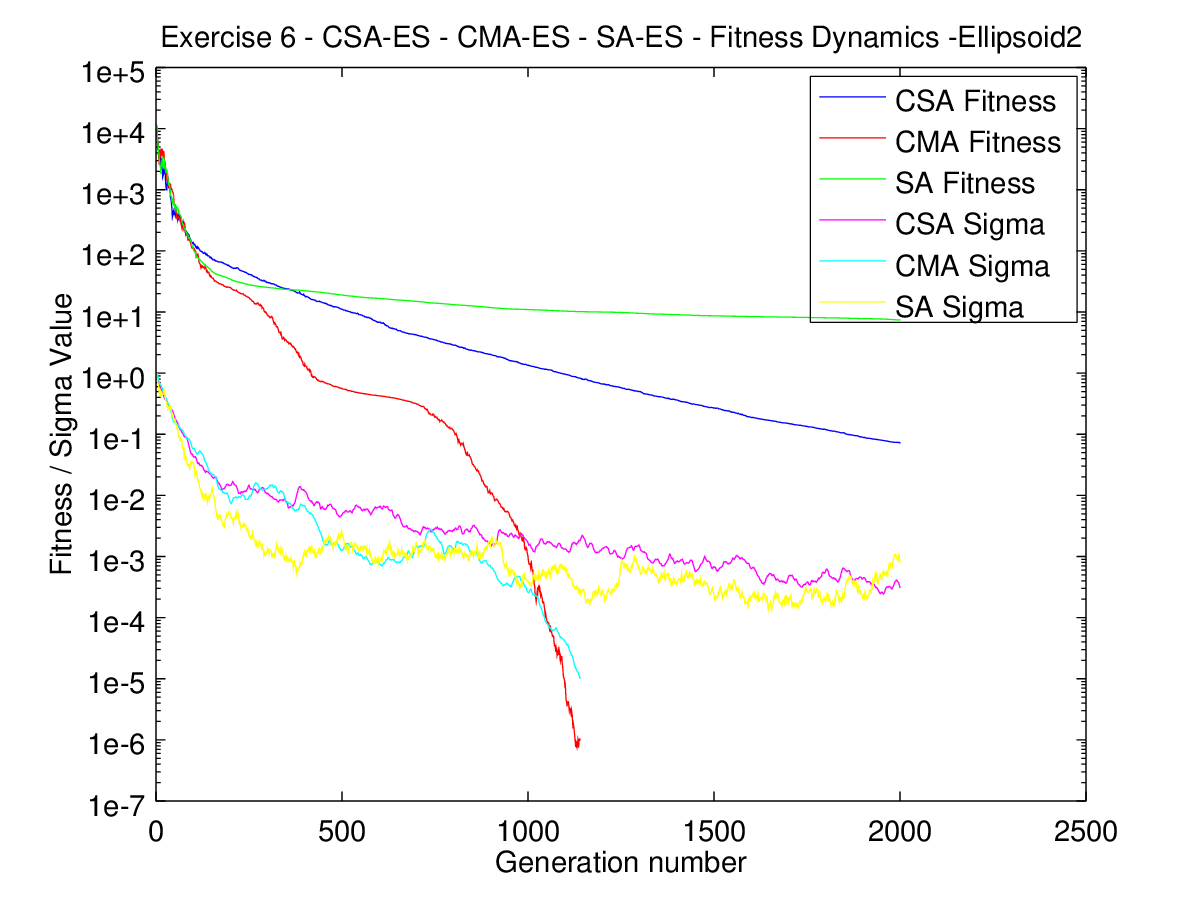 Exercise 6 - CSA-ES - CMA-ES - SA-ES - Fitness Dynamics -Ellipsoid2
Fitness / Sigma Value
1e+5
1e+4
1e+3
1e+2
1e+1
1e+0
1e-1
1e-2
1e-3
1e-4
1e-5
1e-6
1e-7
CSA Fitness
CMA Fitness
SA Fitness
CSA Sigma
CMA Sigma
SA Sigma
0 500 1000 1500 2000 2500
Generation number